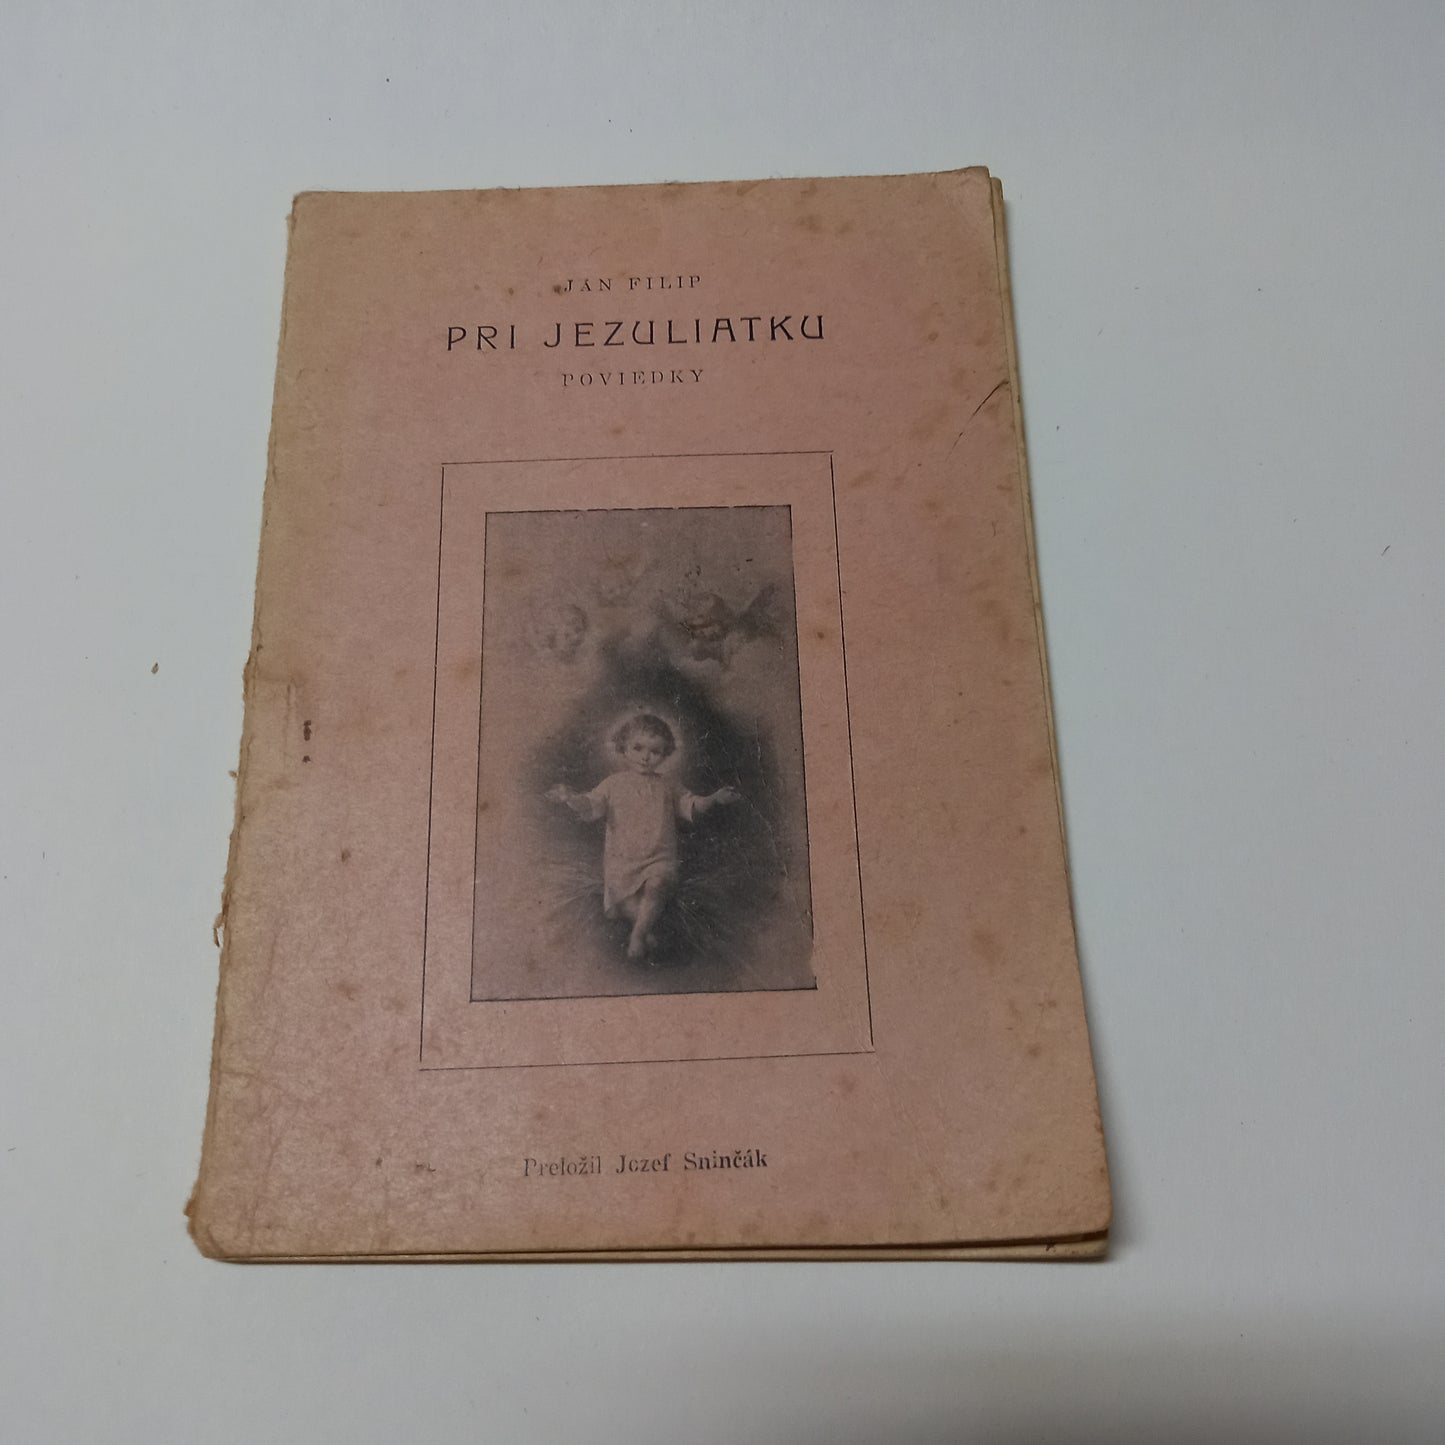 JÁN FILIP
PRI JEZULIATKU
POVIEDKY
Preložil Jozef Sninčák